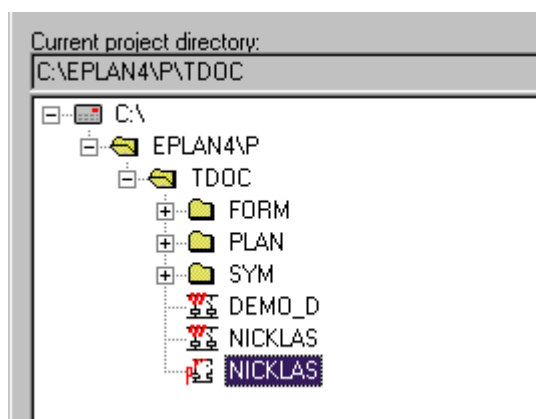 Current project directory:
C:\EPLAN4\P\TDOC
C:\
EPLAN4\P
TDOC
FORM
PLAN
SYM
DEMO_D
NICKLAS
NICKLAS